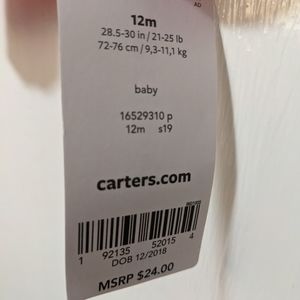 AD
12m
28.5-30 in / 21-25 lb
72-76 cm / 9,3-11,1 kg
baby
16529310 p
12m s19
carters.com
1 92135 52015 4
DOB 12/2018
MSRP $24.00